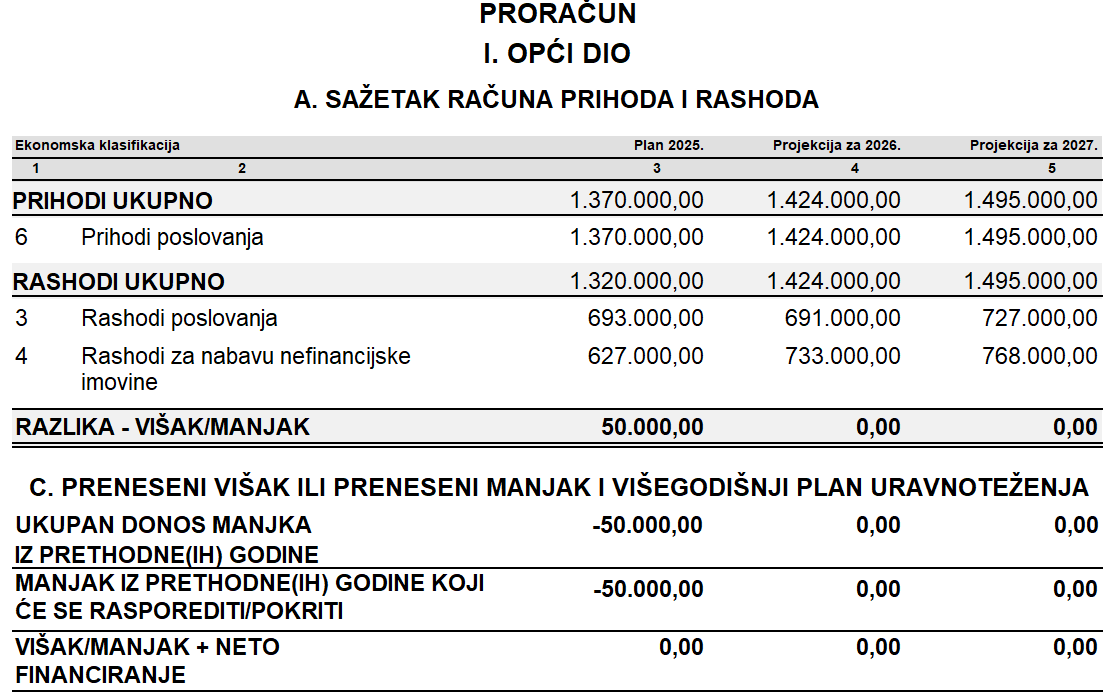 PRORAČUN
I. OPĆI DIO
A. SAŽETAK RAČUNA PRIHODA I RASHODA
Ekonomska klasifikacija Plan 2025. Projekcija za 2026. Projekcija za 2027.
1 2 3 4 5
PRIHODI UKUPNO 1.370.000,00 1.424.000,00 1.495.000,00
6 Prihodi poslovanja 1.370.000,00 1.424.000,00 1.495.000,00
RASHODI UKUPNO 1.320.000,00 1.424.000,00 1.495.000,00
3 Rashodi poslovanja 693.000,00 691.000,00 727.000,00
4 Rashodi za nabavu nefinancijske 627.000,00 733.000,00 768.000,00
imovine
RAZLIKA - VIŠAK/MANJAK 50.000,00 0,00 0,00
C. PRENESENI VIŠAK ILI PRENESENI MANJAK I VIŠEGODIŠNJI PLAN URAVNOTEŽENJA
UKUPAN DONOS MANJKA -50.000,00 0,00 0,00
IZ PRETHODNE(IH) GODINE
MANJAK IZ PRETHODNE(IH) GODINE KOJI -50.000,00 0,00 0,00
ĆE SE RASPOREDITI/POKRITI
VIŠAK/MANJAK + NETO 0,00 0,00 0,00
FINANCIRANJE